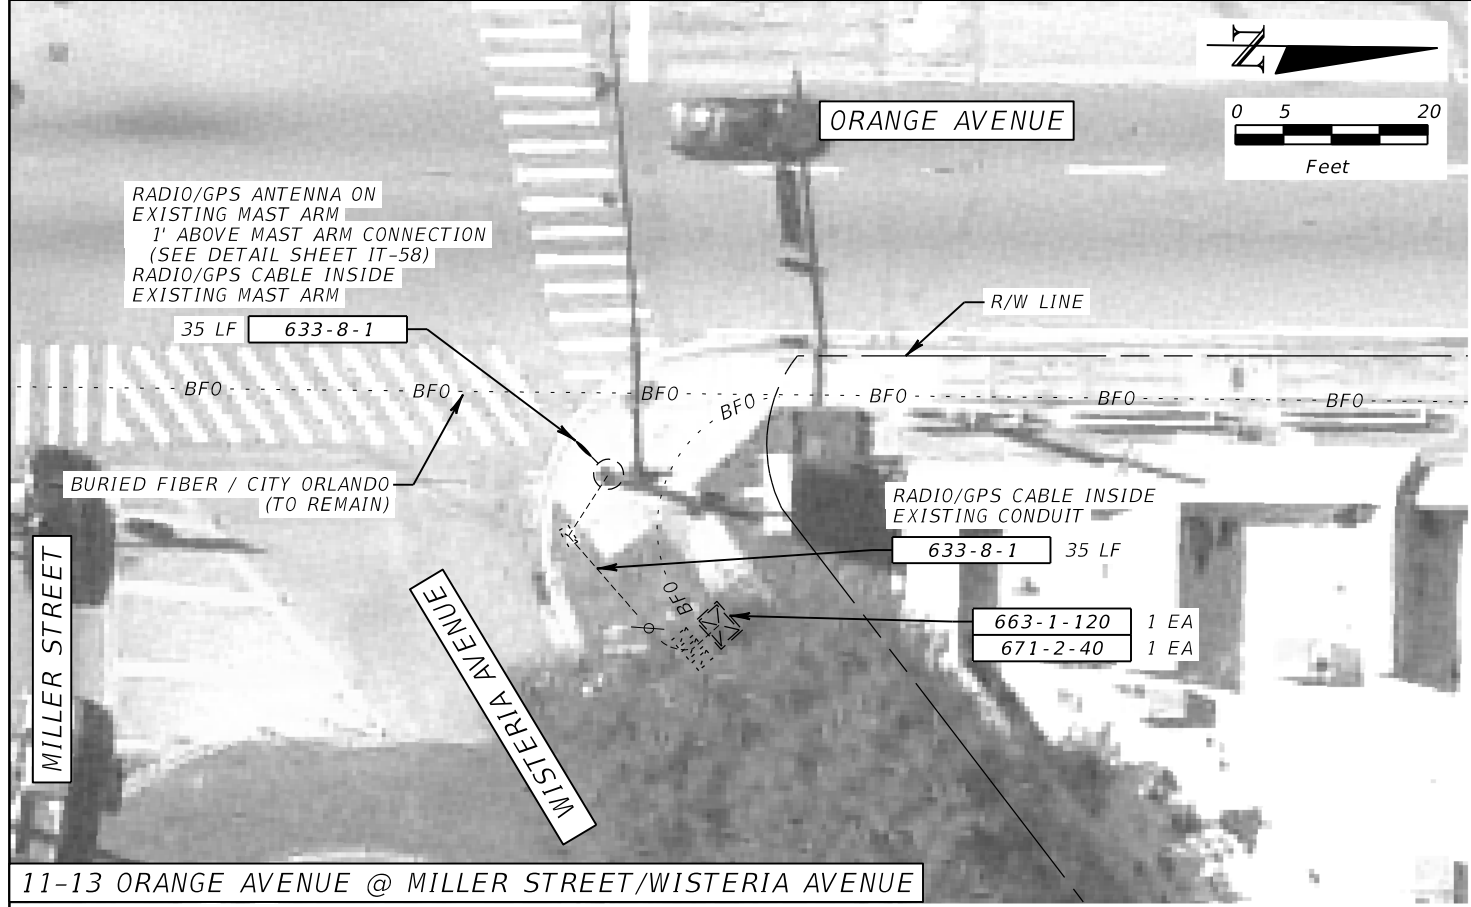 N
0 5 20
Feet
ORANGE AVENUE
RADIO/GPS ANTENNA ON
EXISTING MAST ARM
1' ABOVE MAST ARM CONNECTION
(SEE DETAIL SHEET IT-58)
RADIO/GPS CABLE INSIDE
EXISTING MAST ARM
35 LF 633-8-1
R/W LINE
BFO BFO BFO BFO BFO BFO
BFO
BURIED FIBER / CITY ORLANDO
(TO REMAIN)
RADIO/GPS CABLE INSIDE
EXISTING CONDUIT
633-8-1 35 LF
BFO
663-1-120 1 EA
671-2-40 1 EA
MILLER STREET
WISTERIA AVENUE
11-13 ORANGE AVENUE @ MILLER STREET/WISTERIA AVENUE